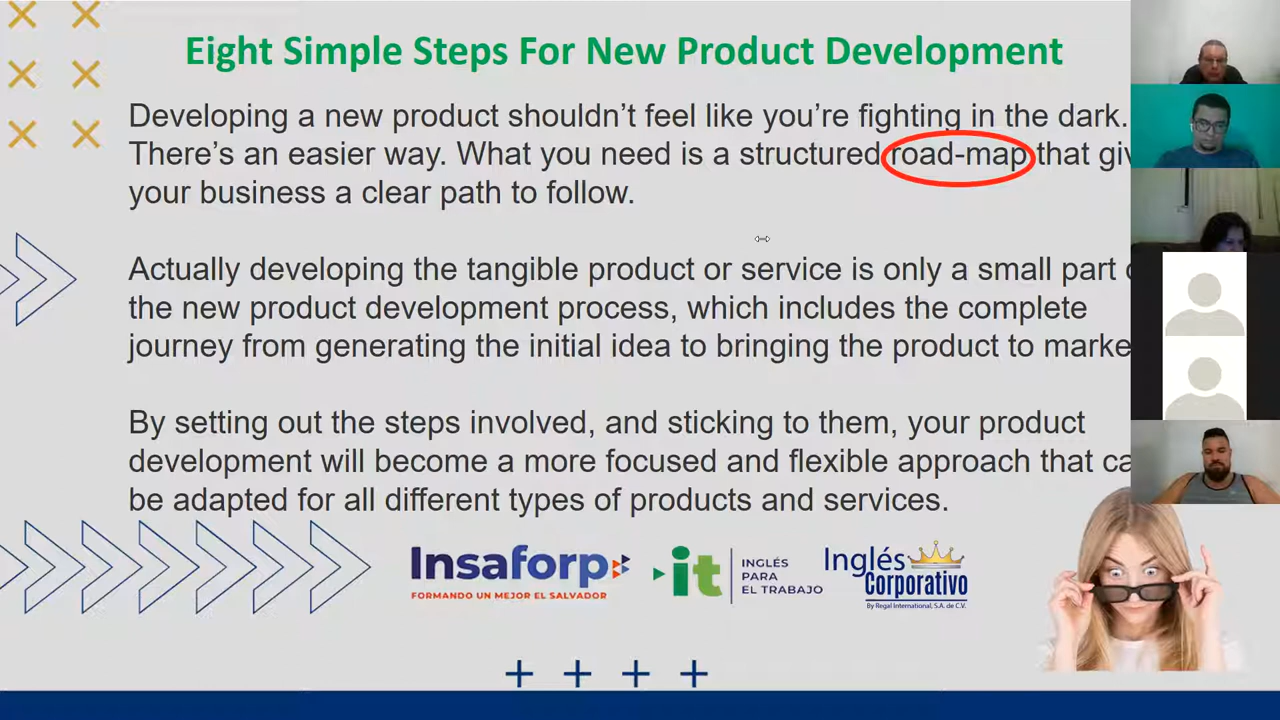 Eight Simple Steps For New Product Development
Developing a new product shouldn’t feel like you’re fighting in the dark.
There’s an easier way. What you need is a structured road-map that
your business a clear path to follow.
Actually developing the tangible product or service is only a small part
the new product development process, which includes the complete
journey from generating the initial idea to bringing the product to
By setting out the steps involved, and sticking to them, your product
development will become a more focused and flexible approach that
be adapted for all different types of products and services.
Insaforp
FORMANDO UN MEJOR EL SALVADOR
it
INGLÉS
PARA
EL TRABAJO
Inglés
Corporativo
By Regal International, S.A. de C.V.